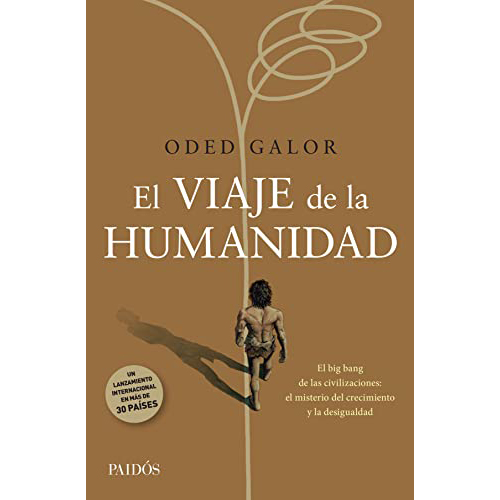 ODED GALOR
El VIAJE de la
HUMANIDAD
El big bang
de las civilizaciones:
el misterio del crecimiento
y la desigualdad
UN
LANZAMIENTO
INTERNACIONAL
EN MÁS DE
30 PAÍSES
PAIDÓS